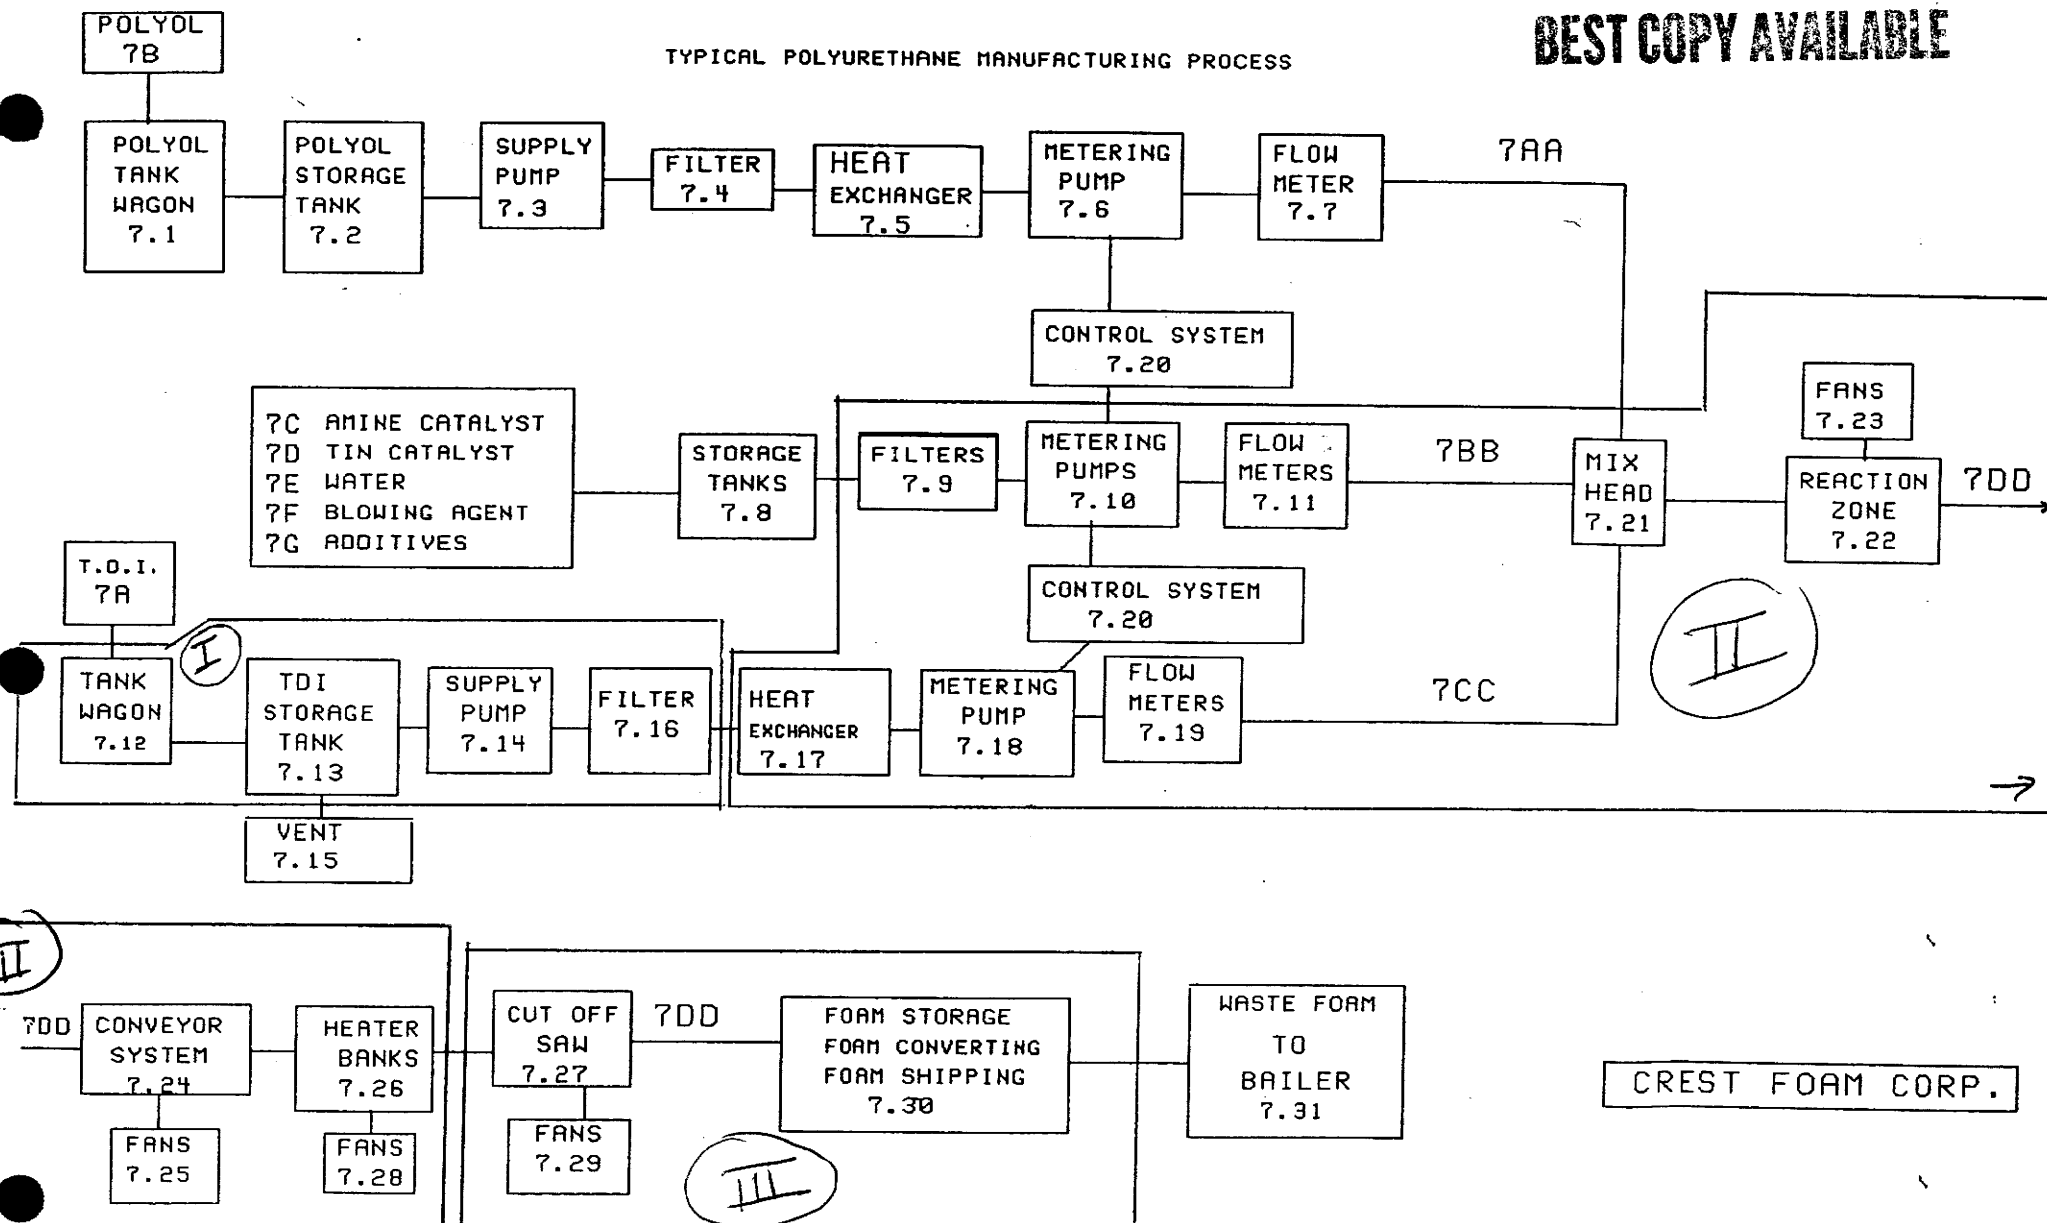 POLYOL
7B
TYPICAL POLYURETHANE MANUFACTURING PROCESS
BEST COPY AVAILABLE
POLYOL
TANK
WAGON
7.1
POLYOL
STORAGE
TANK
7.2
SUPPLY
PUMP
7.3
FILTER
7.4
HEAT
EXCHANGER
7.5
METERING
PUMP
7.6
FLOW
METER
7.7
7AA
CONTROL SYSTEM
7.20
7C AMINE CATALYST
7D TIN CATALYST
7E WATER
7F BLOWING AGENT
7G ADDITIVES
STORAGE
TANKS
7.8
FILTERS
7.9
METERING
PUMPS
7.10
FLOW
METERS
7.11
7BB
MIX
HEAD
7.21
FANS
7.23
REACTION
ZONE
7.22
7DD
T.D.I.
7A
CONTROL SYSTEM
7.20
I
II
TANK
WAGON
7.12
TDI
STORAGE
TANK
7.13
SUPPLY
PUMP
7.14
FILTER
7.16
HEAT
EXCHANGER
7.17
METERING
PUMP
7.18
FLOW
METERS
7.19
7CC
VENT
7.15
II
7DD
CONVEYOR
SYSTEM
7.24
HEATER
BANKS
7.26
CUT OFF
SAW
7.27
7DD
FOAM STORAGE
FOAM CONVERTING
FOAM SHIPPING
7.30
WASTE FOAM
TO
BAILER
7.31
CREST FOAM CORP.
FANS
7.25
FANS
7.28
FANS
7.29
III